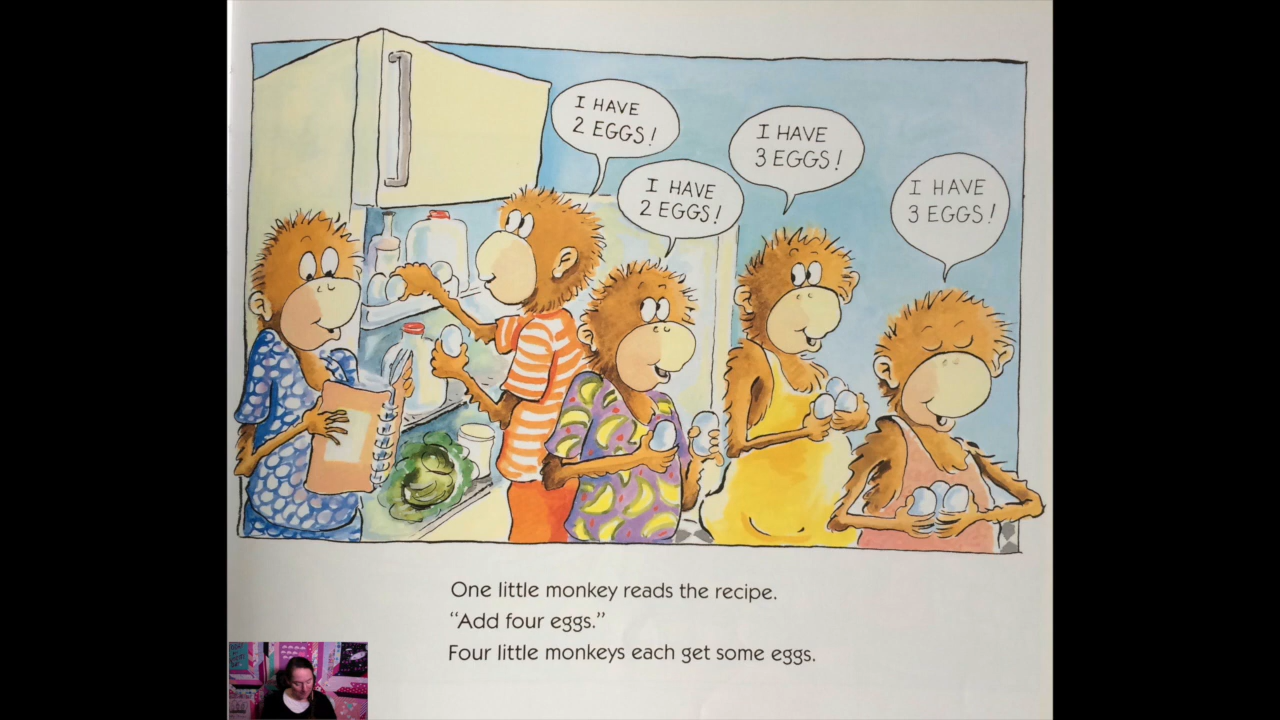 I HAVE
2 EGGS!
I HAVE
2 EGGS!
I HAVE
3 EGGS!
I HAVE
3 EGGS!
One little monkey reads the recipe.
“Add four eggs.”
Four little monkeys each get some eggs.